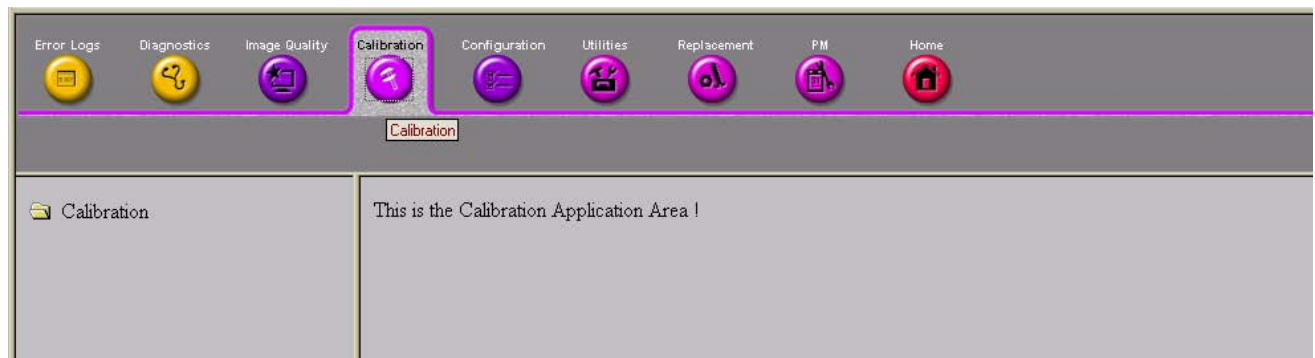 Error Logs
Diagnostics
Image Quality
Calibration
Configuration
Utilities
Replacement
PM
Home
Calibration
Calibration
This is the Calibration Application Area !